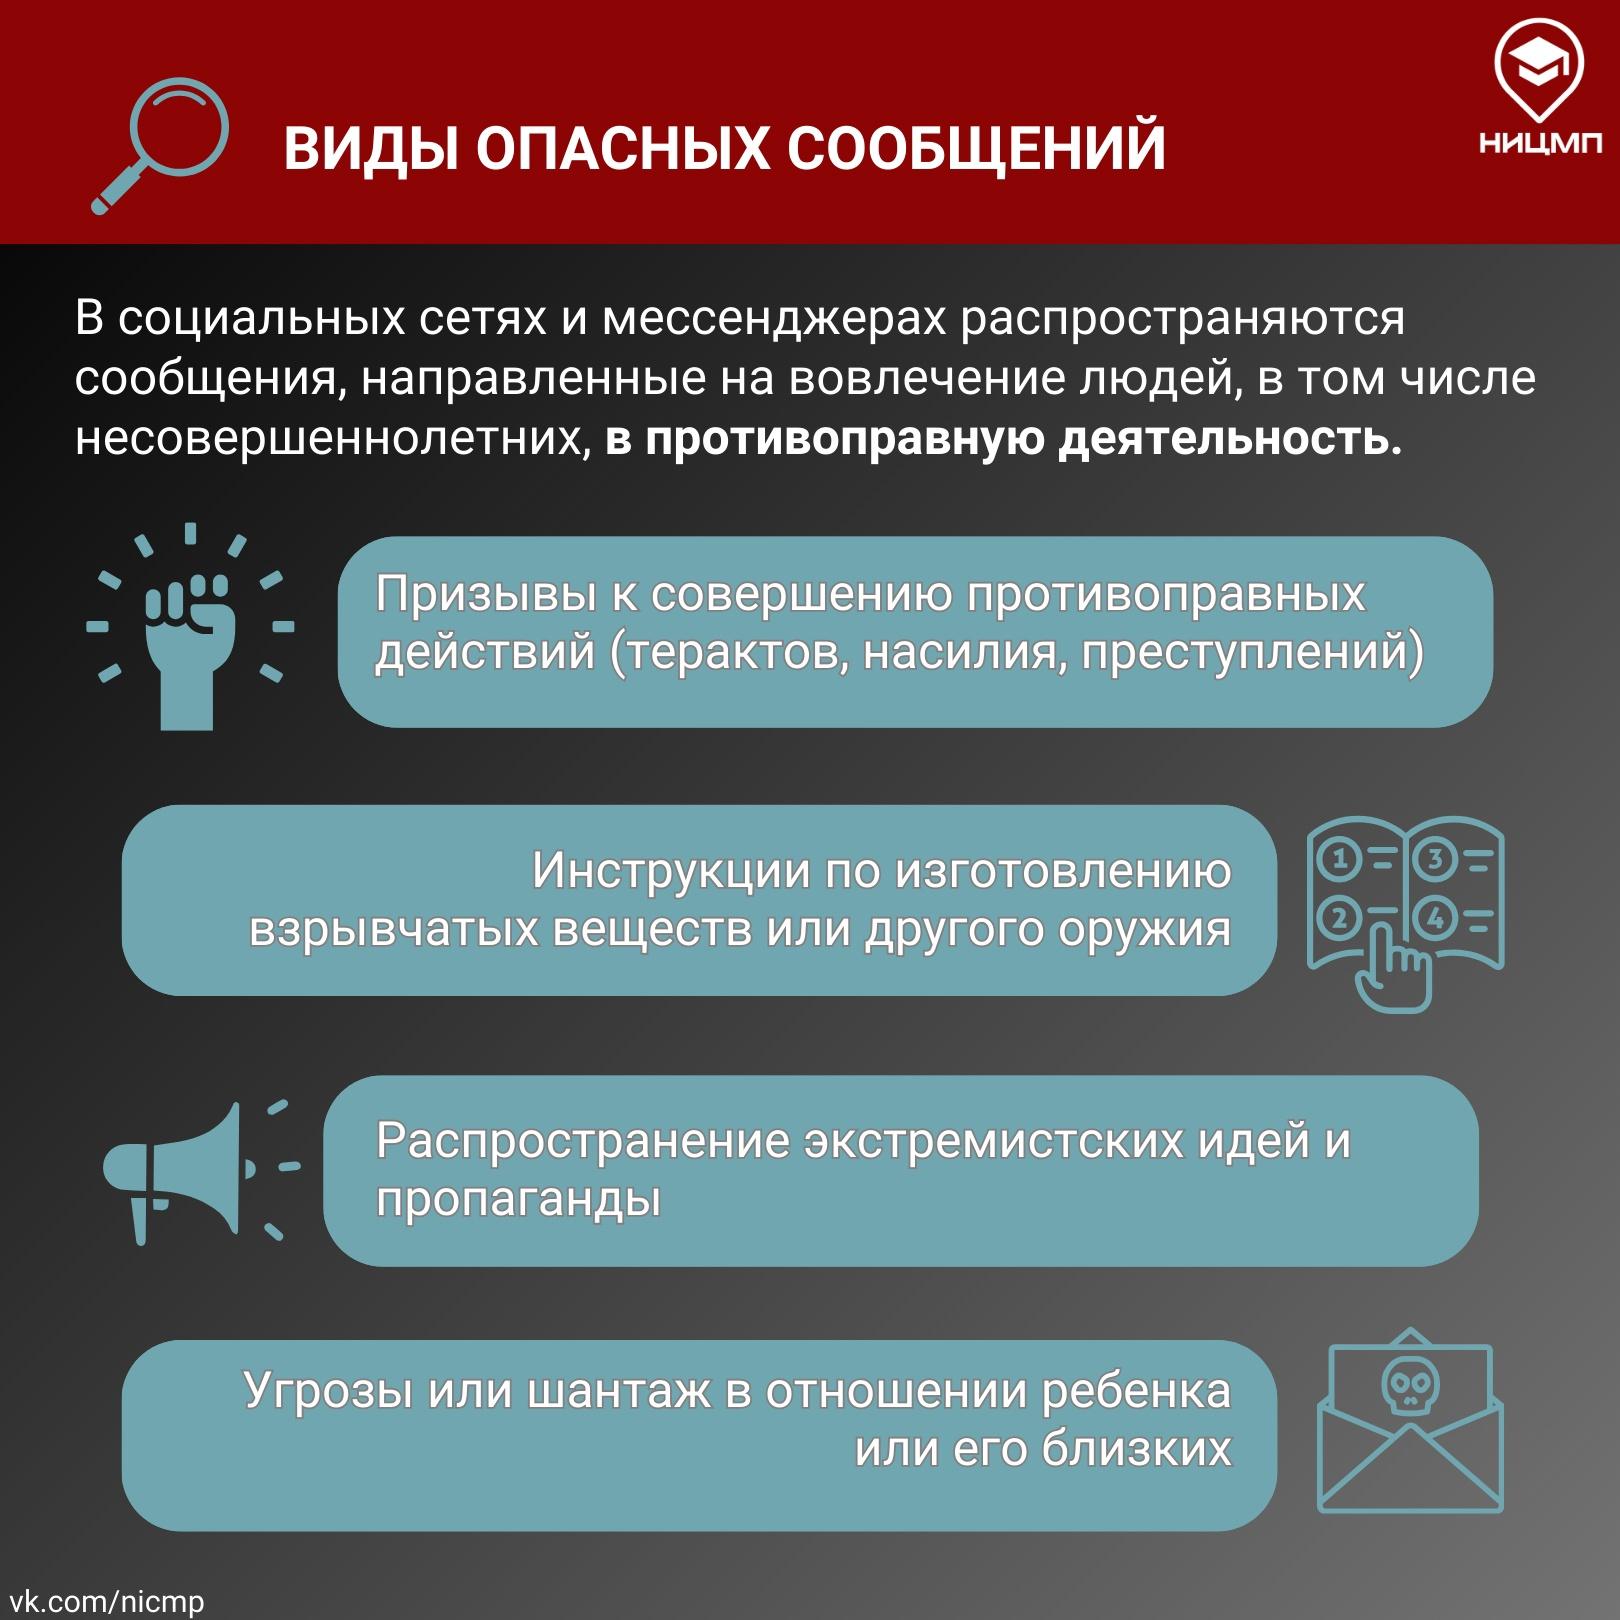 НИЦМП
ВИДЫ ОПАСНЫХ СООБЩЕНИЙ
В социальных сетях и мессенджерах распространяются
сообщения, направленные на вовлечение людей, в том числе
несовершеннолетних, в противоправную деятельность.
Призывы к совершению противоправных
действий (терактов, насилия, преступлений)
Инструкции по изготовлению
взрывчатых веществ или другого оружия
1 3
2 4
Распространение экстремистских идей и
пропаганды
Угрозы или шантаж в отношении ребенка
или его близких
vk.com/nicmp